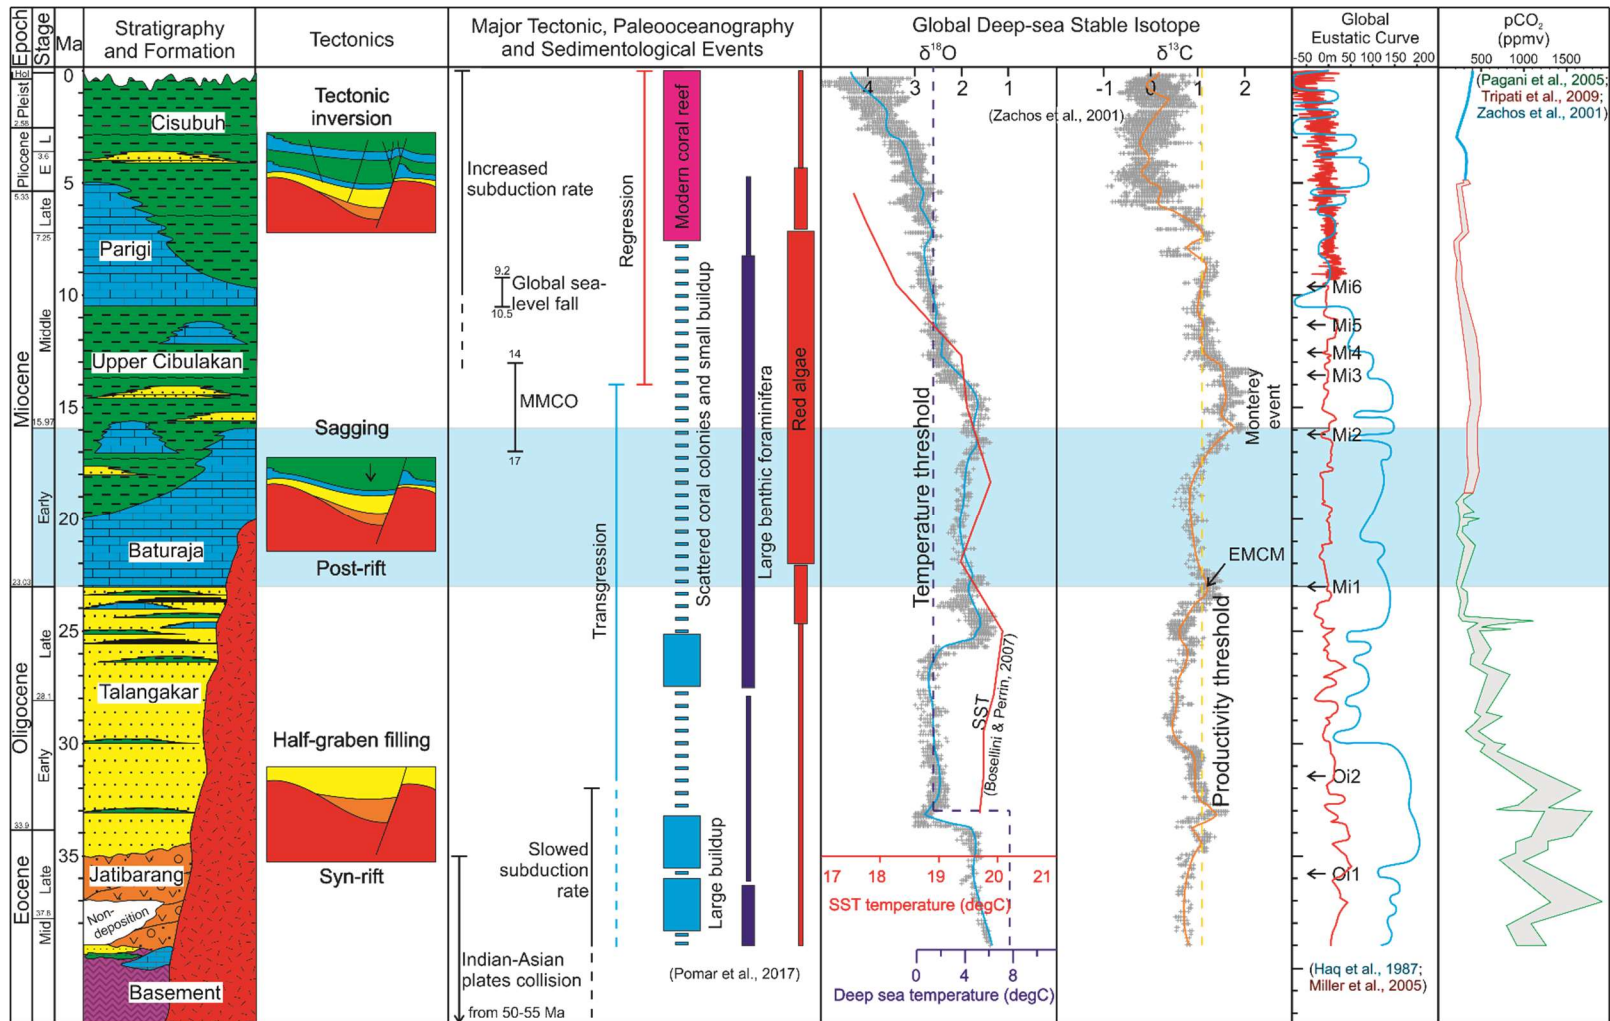 Epoch
Stage
Ma
Stratigraphy
and Formation
Tectonics
Major Tectonic, Paleooceanography
and Sedimentological Events
Global Deep-sea Stable Isotope
δ¹⁸O
δ¹³C
Global
Eustatic Curve
-50 0m 50 100 150 200
pCO₂
(ppmv)
500 1000 1500
4 3 2 1
-1 0 1 2
(Zachos et al., 2001)
(Pagani et al., 2005;
Tripati et al., 2009;
Zachos et al., 2001)
Hol
Pleist
2.55
Pliocene
L
3.6
E
5.33
Miocene
Late
7.25
Middle
15.97
Early
23.03
Oligocene
Late
28.1
Early
33.9
Eocene
Late
37.8
Mid
0
5
10
15
20
25
30
35
Cisubuh
Parigi
Upper Cibulakan
Baturaja
Talangakar
Jatibarang
Non-
deposition
Basement
Tectonic
inversion
Sagging
Post-rift
Half-graben filling
Syn-rift
Increased
subduction rate
9.2
Global sea-
level fall
10.5
14
MMCO
17
Slowed
subduction
rate
Indian-Asian
plates collision
from 50-55 Ma
Regression
Transgression
Modern coral reef
Scattered coral colonies and small buildup
Large buildup
Large benthic foraminifera
Red algae
(Pomar et al., 2017)
Temperature threshold
SST
(Bosellini & Perrin, 2007)
17 18 19 20 21
SST temperature (degC)
0 4 8
Deep sea temperature (degC)
Monterey
event
EMCM
Productivity threshold
Mi6
Mi5
Mi4
Mi3
Mi2
Mi1
Oi2
Oi1
(Haq et al., 1987;
Miller et al., 2005)